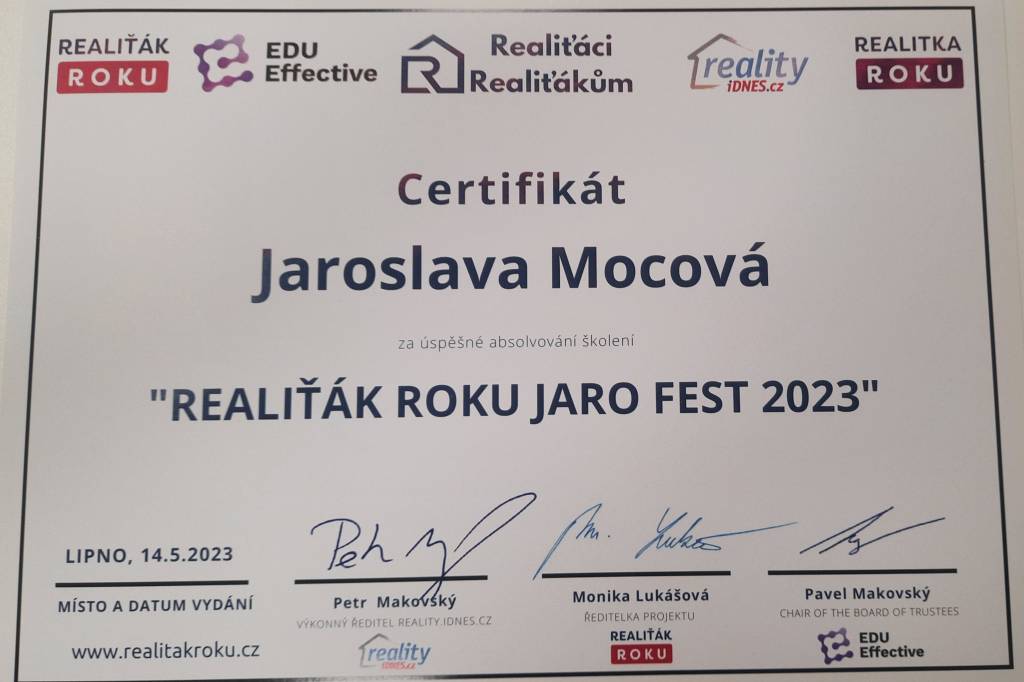 REALIŤÁK
ROKU
EDU
Effective
Realiťáci
Realiťákům
reality
iDNES.cz
REALITKA
ROKU
Certifikát
Jaroslava Mocová
za úspěšné absolvování školení
"REALIŤÁK ROKU JARO FEST 2023"
LIPNO, 14.5.2023
MÍSTO A DATUM VYDÁNÍ
www.realitakroku.cz
Petr Makovský
VÝKONNÝ ŘEDITEL REALITY.IDNES.CZ
reality
iDNES.cz
Monika Lukášová
ŘEDITELKA PROJEKTU
REALIŤÁK
ROKU
Pavel Makovský
CHAIR OF THE BOARD OF TRUSTEES
EDU
Effective